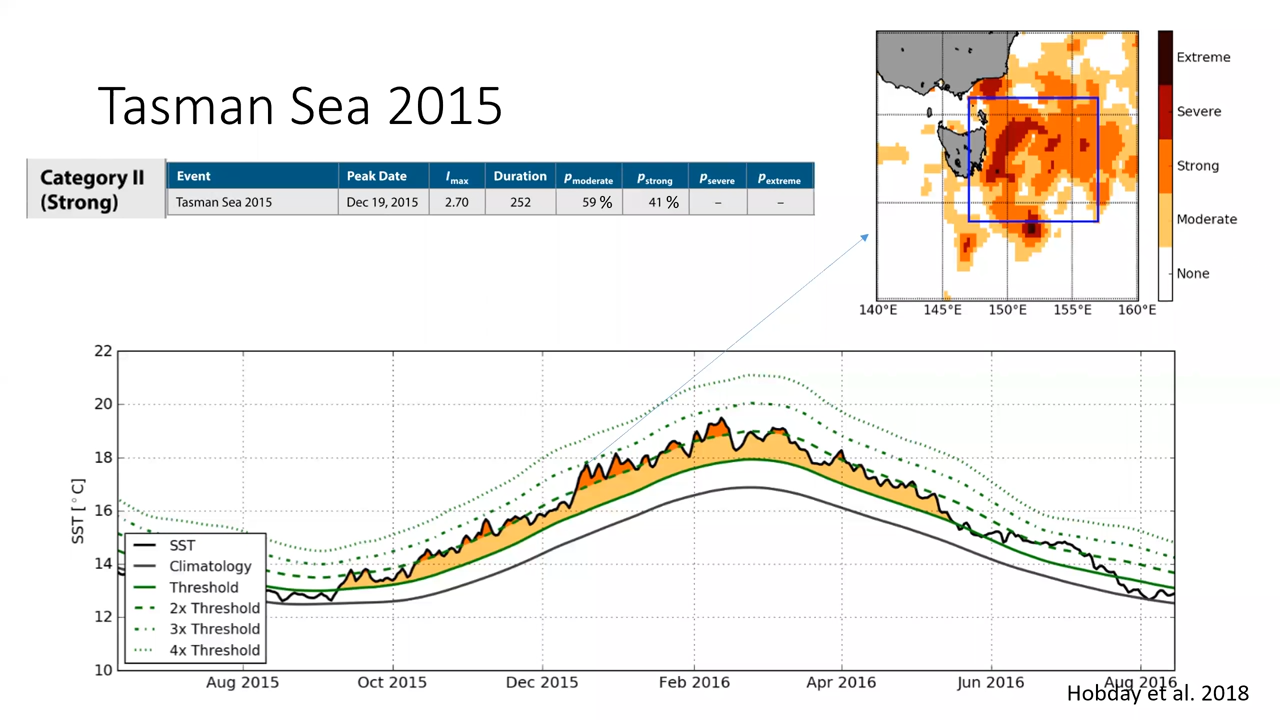 Tasman Sea 2015
Category II
(Strong)
Event Peak Date Imax Duration pmoderate pstrong psevere pextreme
Tasman Sea 2015 Dec 19, 2015 2.70 252 59 % 41 % – –
Extreme
Severe
Strong
Moderate
None
140°E 145°E 150°E 155°E 160°E
22
20
18
16
14
12
10
SST [°C]
SST
Climatology
Threshold
2x Threshold
3x Threshold
4x Threshold
Aug 2015 Oct 2015 Dec 2015 Feb 2016 Apr 2016 Jun 2016 Aug 2016
Hobday et al. 2018